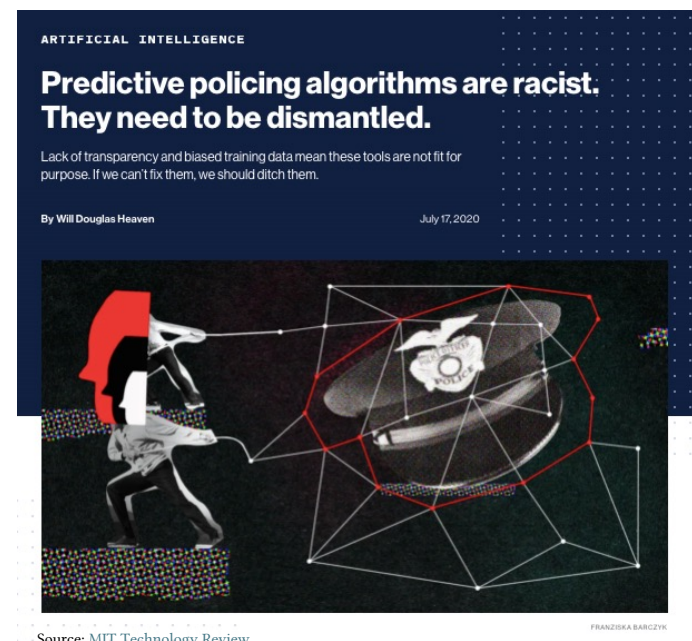 ARTIFICIAL INTELLIGENCE
Predictive policing algorithms are racist.
They need to be dismantled.
Lack of transparency and biased training data mean these tools are not fit for
purpose. If we can't fix them, we should ditch them.
By Will Douglas Heaven July 17, 2020
POLICE
FRANZISKA BARCZYK
Source: MIT Technology Review